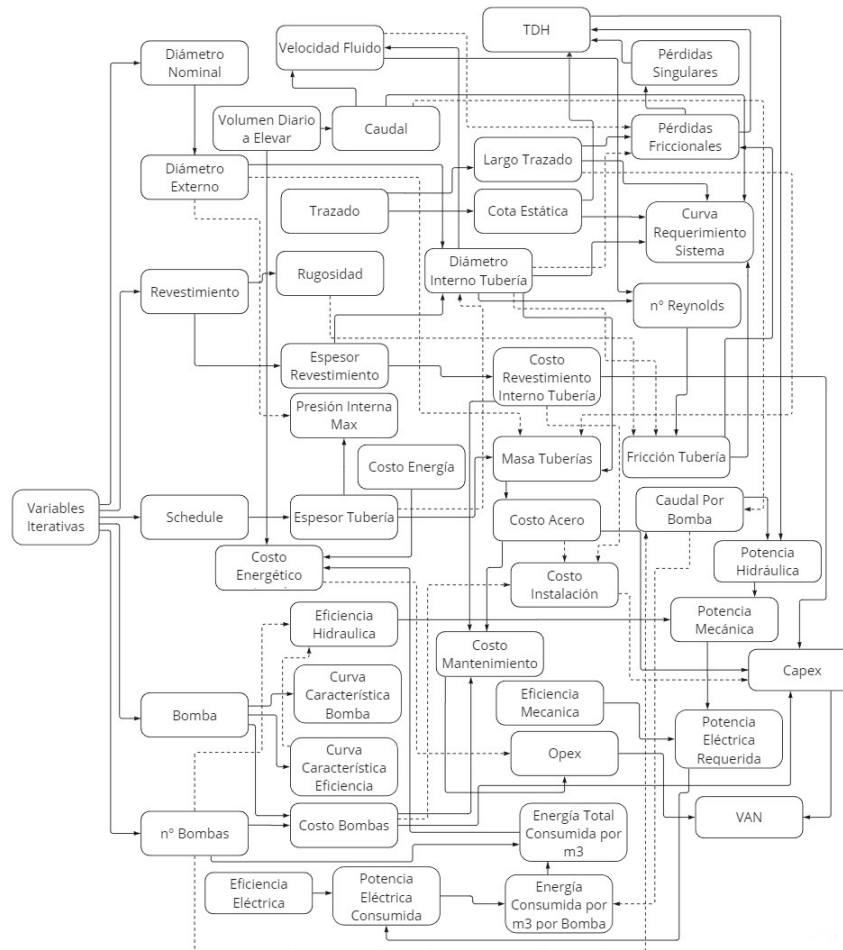 TDH
Diámetro
Nominal
Velocidad Fluido
Pérdidas
Singulares
Volumen Diario
a Elevar
Caudal
Pérdidas
Friccionales
Diámetro
Externo
Largo Trazado
Trazado
Cota Estática
Curva
Requerimiento
Sistema
Revestimiento
Rugosidad
Diámetro
Interno Tubería
nº Reynolds
Espesor
Revestimiento
Costo
Revestimiento
Interno Tubería
Presión Interna
Max
Costo Energía
Masa Tuberías
Fricción Tubería
Variables
Iterativas
Schedule
Espesor Tubería
Costo Acero
Caudal Por
Bomba
Costo
Energético
Costo
Instalación
Potencia
Hidráulica
Eficiencia
Hidraulica
Costo
Mantenimiento
Potencia
Mecánica
Capex
Bomba
Curva
Característica
Bomba
Eficiencia
Mecanica
Potencia
Eléctrica
Requerida
Curva
Característica
Eficiencia
Opex
nº Bombas
Costo Bombas
Energía Total
Consumida por
m3
VAN
Eficiencia
Eléctrica
Potencia
Eléctrica
Consumida
Energía
Consumida por
m3 por Bomba